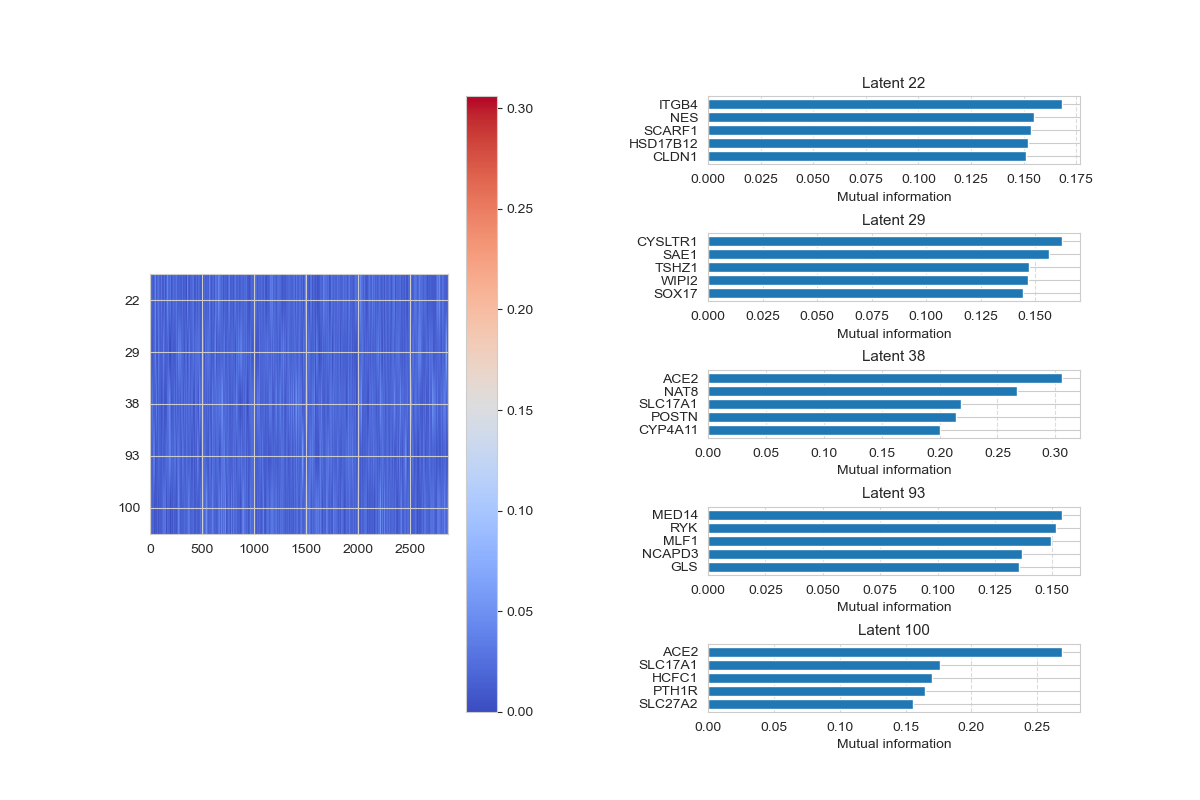 22
29
38
93
100
0 500 1000 1500 2000 2500
0.30
0.25
0.20
0.15
0.10
0.05
0.00
Latent 22
ITGB4
NES
SCARF1
HSD17B12
CLDN1
0.000 0.025 0.050 0.075 0.100 0.125 0.150 0.175
Mutual information
Latent 29
CYSLTR1
SAE1
TSHZ1
WIPI2
SOX17
0.000 0.025 0.050 0.075 0.100 0.125 0.150
Mutual information
Latent 38
ACE2
NAT8
SLC17A1
POSTN
CYP4A11
0.00 0.05 0.10 0.15 0.20 0.25 0.30
Mutual information
Latent 93
MED14
RYK
MLF1
NCAPD3
GLS
0.000 0.025 0.050 0.075 0.100 0.125 0.150
Mutual information
Latent 100
ACE2
SLC17A1
HCFC1
PTH1R
SLC27A2
0.00 0.05 0.10 0.15 0.20 0.25
Mutual information